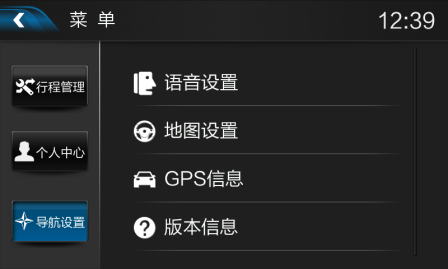 菜 单
12:39
行程管理
个人中心
导航设置
语音设置
地图设置
GPS信息
版本信息